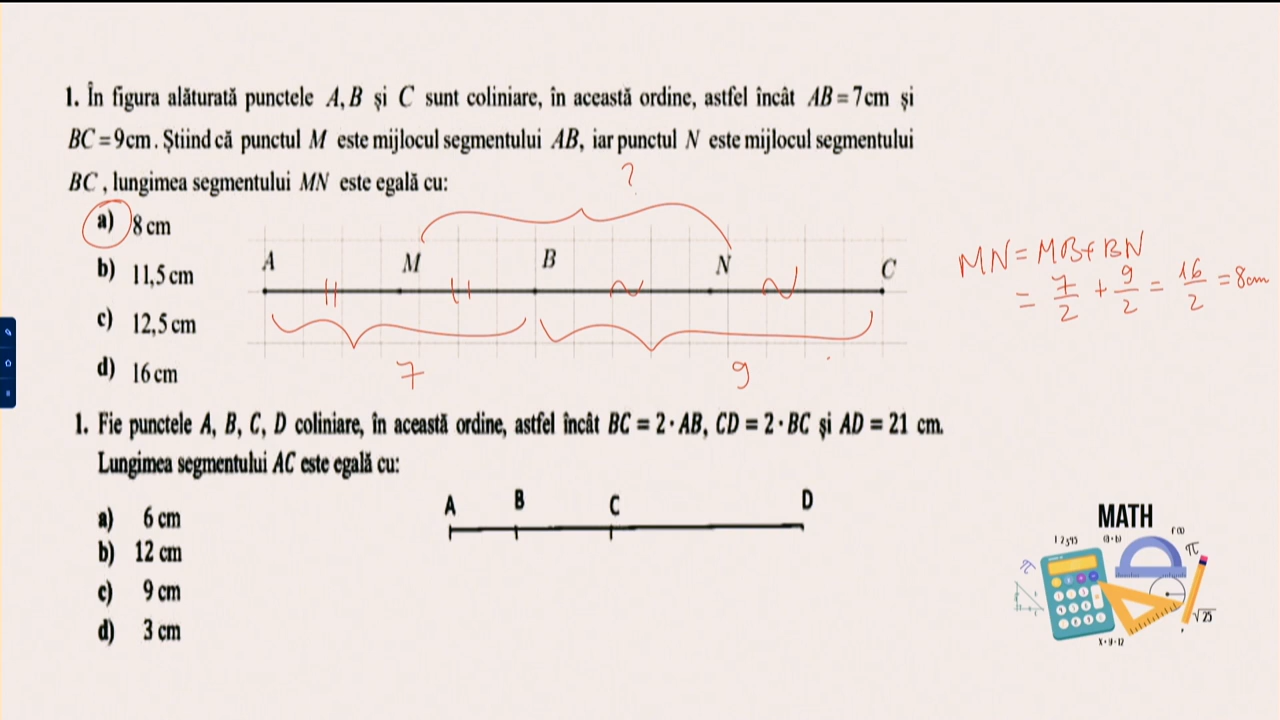 1. În figura alăturată punctele A, B și C sunt coliniare, în această ordine, astfel încât AB = 7 cm și
BC = 9 cm. Știind că punctul M este mijlocul segmentului AB, iar punctul N este mijlocul segmentului
BC, lungimea segmentului MN este egală cu:
?
a) 8 cm
b) 11,5 cm
c) 12,5 cm
d) 16 cm
A M B N C
7 9
MN = MB + BN
= 7/2 + 9/2 = 16/2 = 8cm
1. Fie punctele A, B, C, D coliniare, în această ordine, astfel încât BC = 2 · AB, CD = 2 · BC și AD = 21 cm.
Lungimea segmentului AC este egală cu:
a) 6 cm
b) 12 cm
c) 9 cm
d) 3 cm
A B C D
MATH
π
π
√25
x+y=12